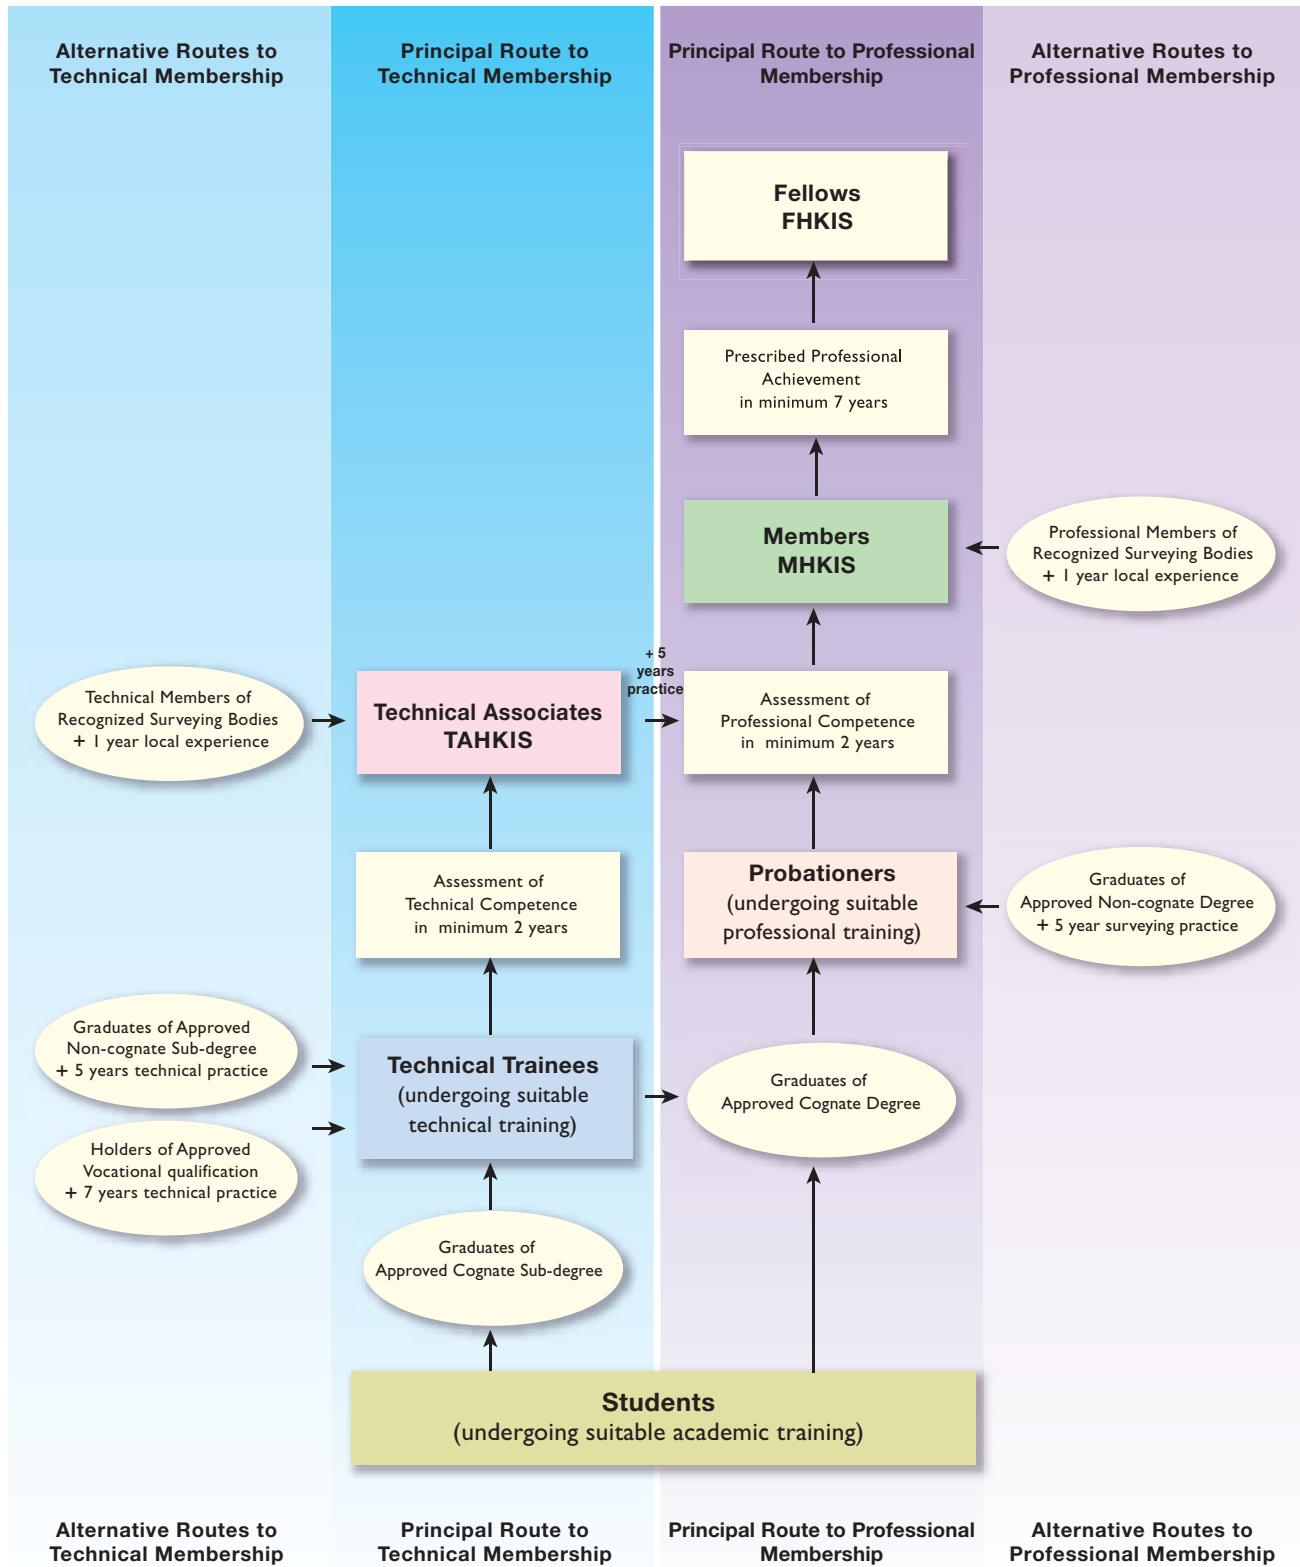 Alternative Routes to
Technical Membership
Principal Route to
Technical Membership
Principal Route to Professional
Membership
Alternative Routes to
Professional Membership
Fellows
FHKIS
Prescribed Professional
Achievement
in minimum 7 years
Members
MHKIS
Professional Members of
Recognized Surveying Bodies
+ 1 year local experience
Technical Members of
Recognized Surveying Bodies
+ 1 year local experience
Technical Associates
TAHKIS
+ 5
years
practice
Assessment of
Professional Competence
in minimum 2 years
Assessment of
Technical Competence
in minimum 2 years
Probationers
(undergoing suitable
professional training)
Graduates of
Approved Non-cognate Degree
+ 5 year surveying practice
Graduates of Approved
Non-cognate Sub-degree
+ 5 years technical practice
Holders of Approved
Vocational qualification
+ 7 years technical practice
Technical Trainees
(undergoing suitable
technical training)
Graduates of
Approved Cognate Degree
Graduates of
Approved Cognate Sub-degree
Students
(undergoing suitable academic training)
Alternative Routes to
Technical Membership
Principal Route to
Technical Membership
Principal Route to Professional
Membership
Alternative Routes to
Professional Membership